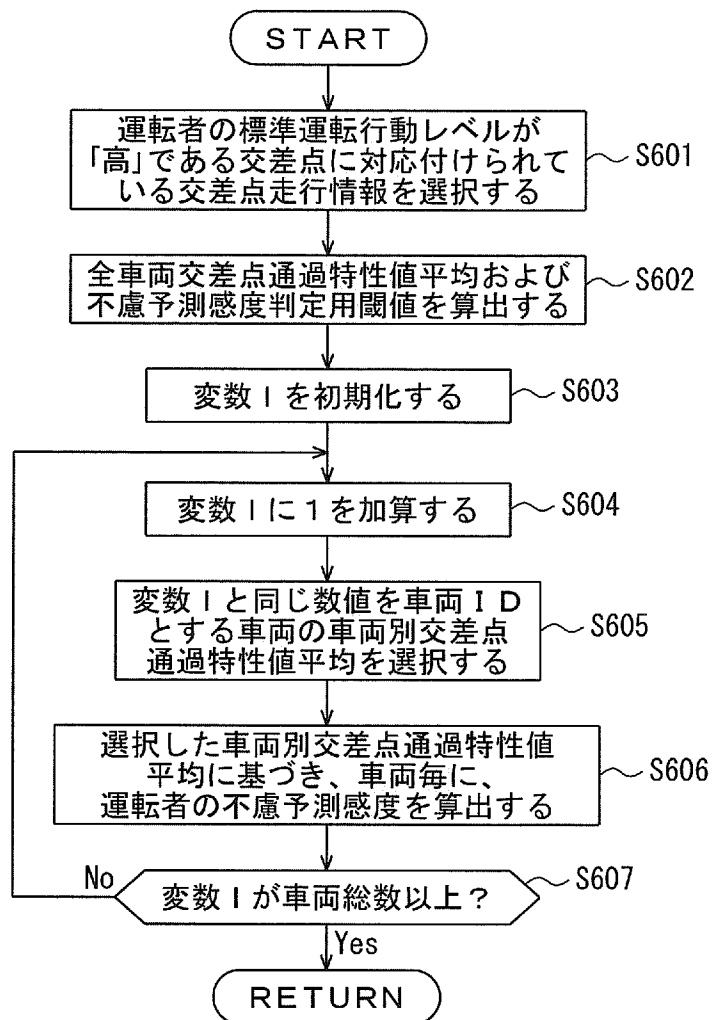 START
運転者の標準運転行動レベルが
「高」である交差点に対応付けられて
いる交差点走行情報を選択する
S601
全車両交差点通過特性値平均および
不慮予測感度判定用閾値を算出する
S602
変数Iを初期化する
S603
変数Iに1を加算する
S604
変数Iと同じ数値を車両ID
とする車両の車両別交差点
通過特性値平均を選択する
S605
選択した車両別交差点通過特性値
平均に基づき、車両毎に、
運転者の不慮予測感度を算出する
S606
No
変数Iが車両総数以上？
S607
Yes
RETURN